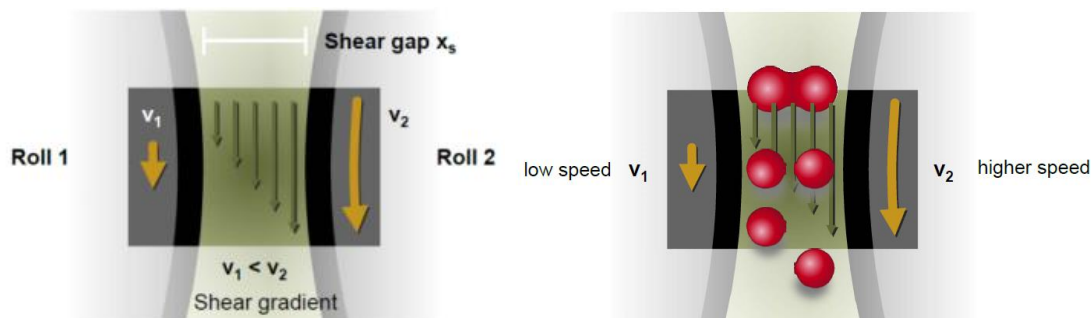 Shear gap xₛ
v₁
v₂
Roll 1
Roll 2
v₁ < v₂
Shear gradient
low speed
v₁
v₂
higher speed